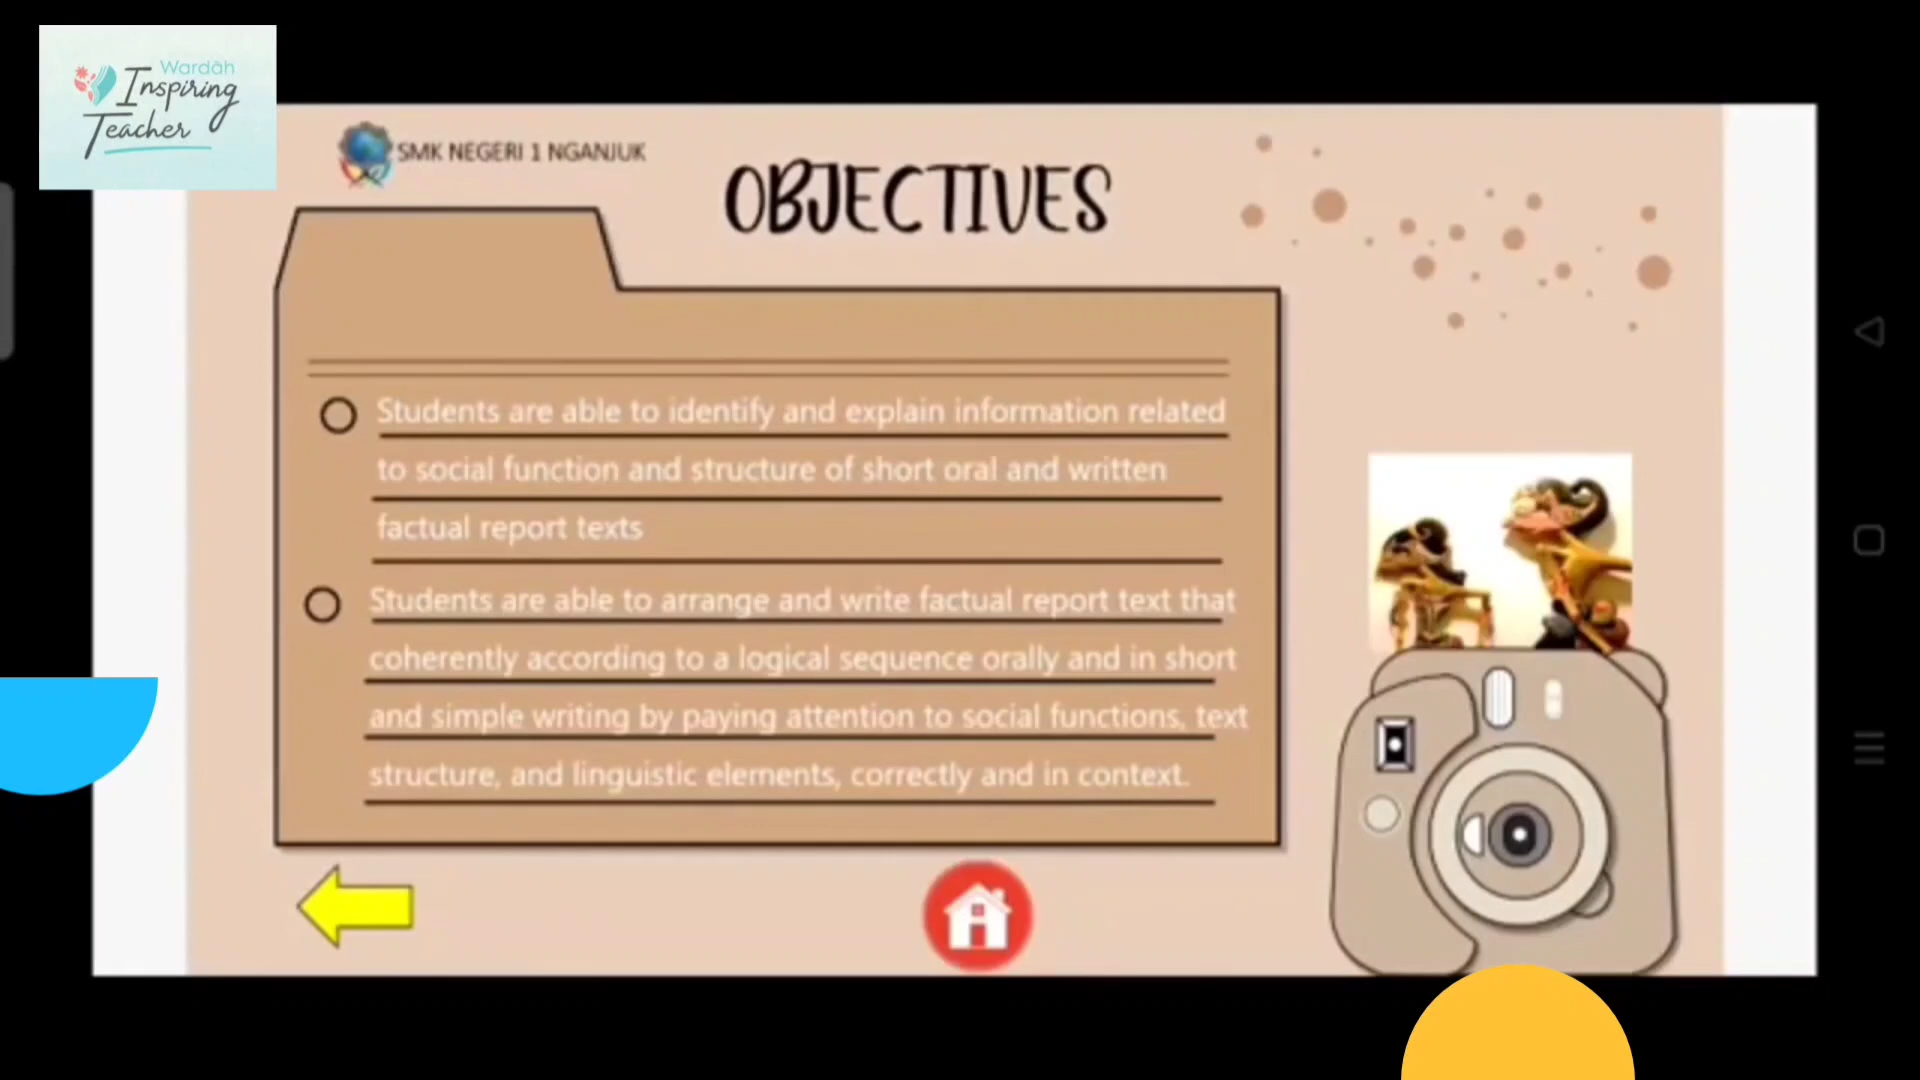 Wardah
Inspiring
Teacher
SMK NEGERI 1 NGANJUK
OBJECTIVES
Students are able to identify and explain information related
to social function and structure of short oral and written
factual report texts
Students are able to arrange and write factual report text that
coherently according to a logical sequence orally and in short
and simple writing by paying attention to social functions, text
structure, and linguistic elements, correctly and in context.